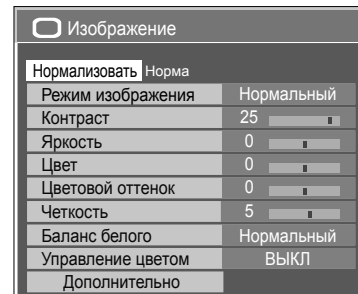 Изображение
Нормализовать Норма
Режим изображения Нормальный
Контраст 25
Яркость 0
Цвет 0
Цветовой оттенок 0
Четкость 5
Баланс белого Нормальный
Управление цветом ВЫКЛ
Дополнительно